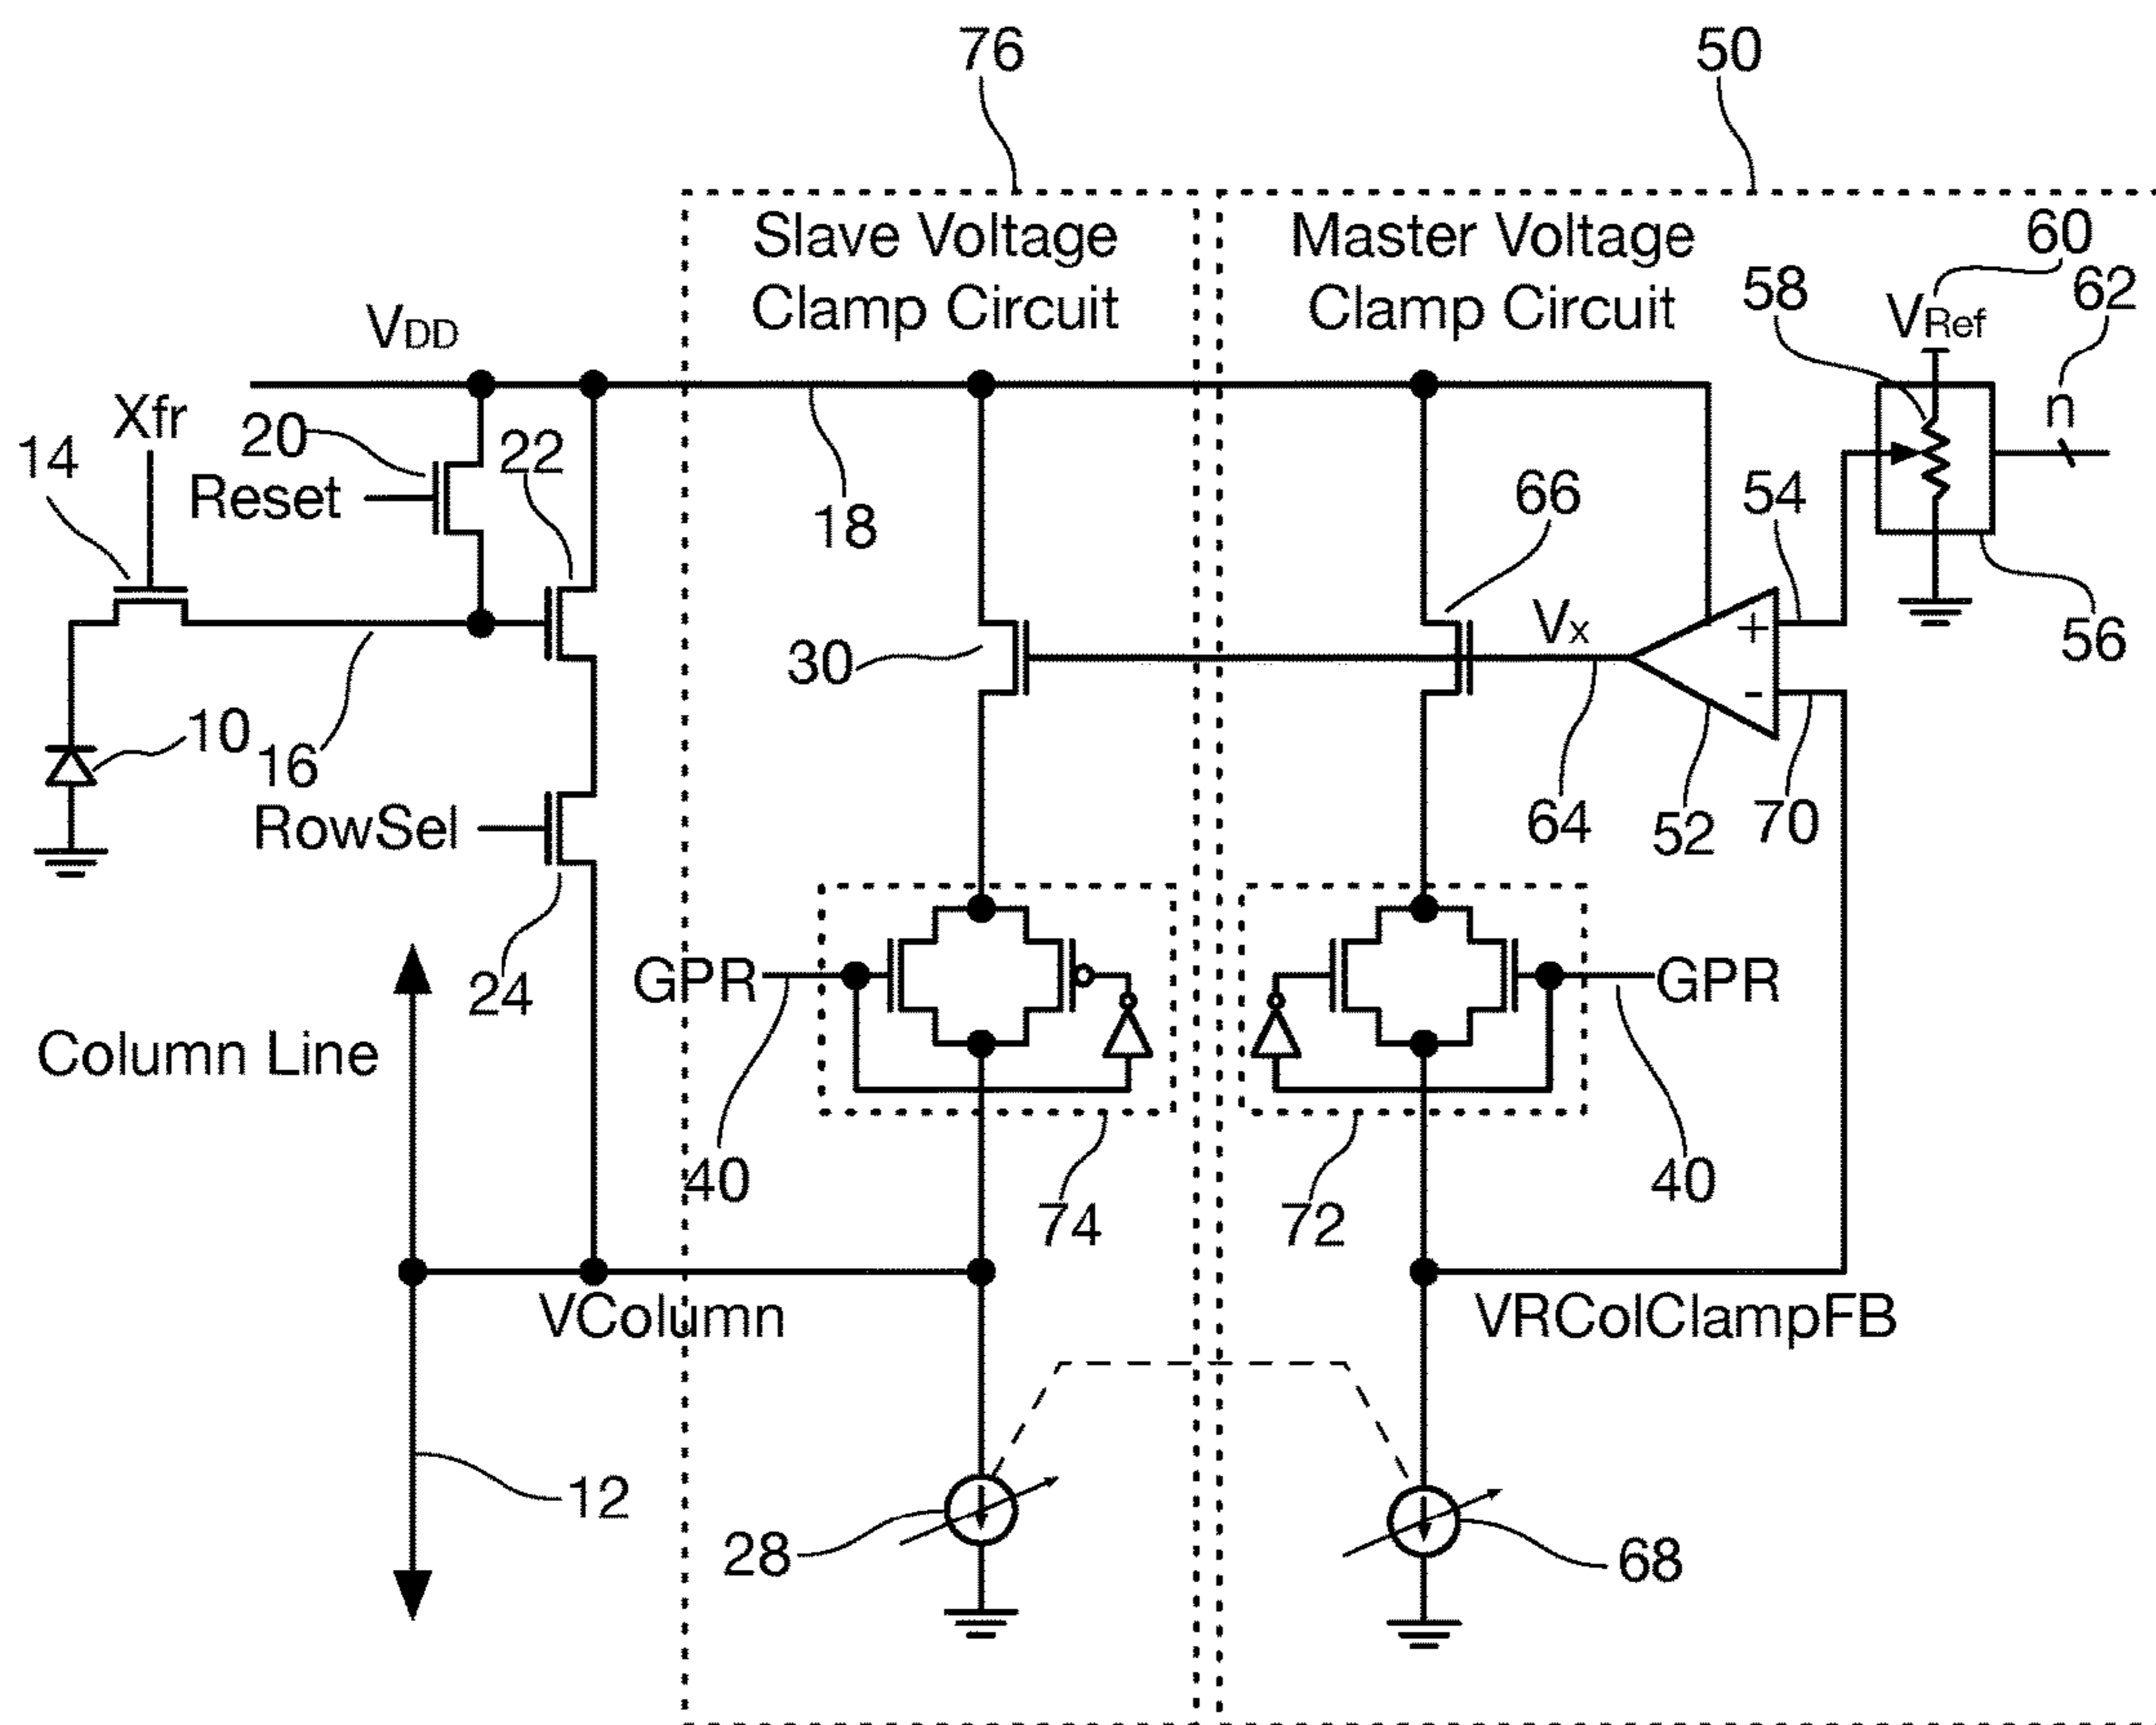 76
50
Slave Voltage
Clamp Circuit
Master Voltage
Clamp Circuit
60
58
62
VRef
n
VDD
Xfr
20
22
14
Reset
18
66
54
Vx
+
-
30
56
10
16
RowSel
64
52
70
24
GPR
GPR
Column Line
40
74
72
40
VColumn
VRColClampFB
12
28
68